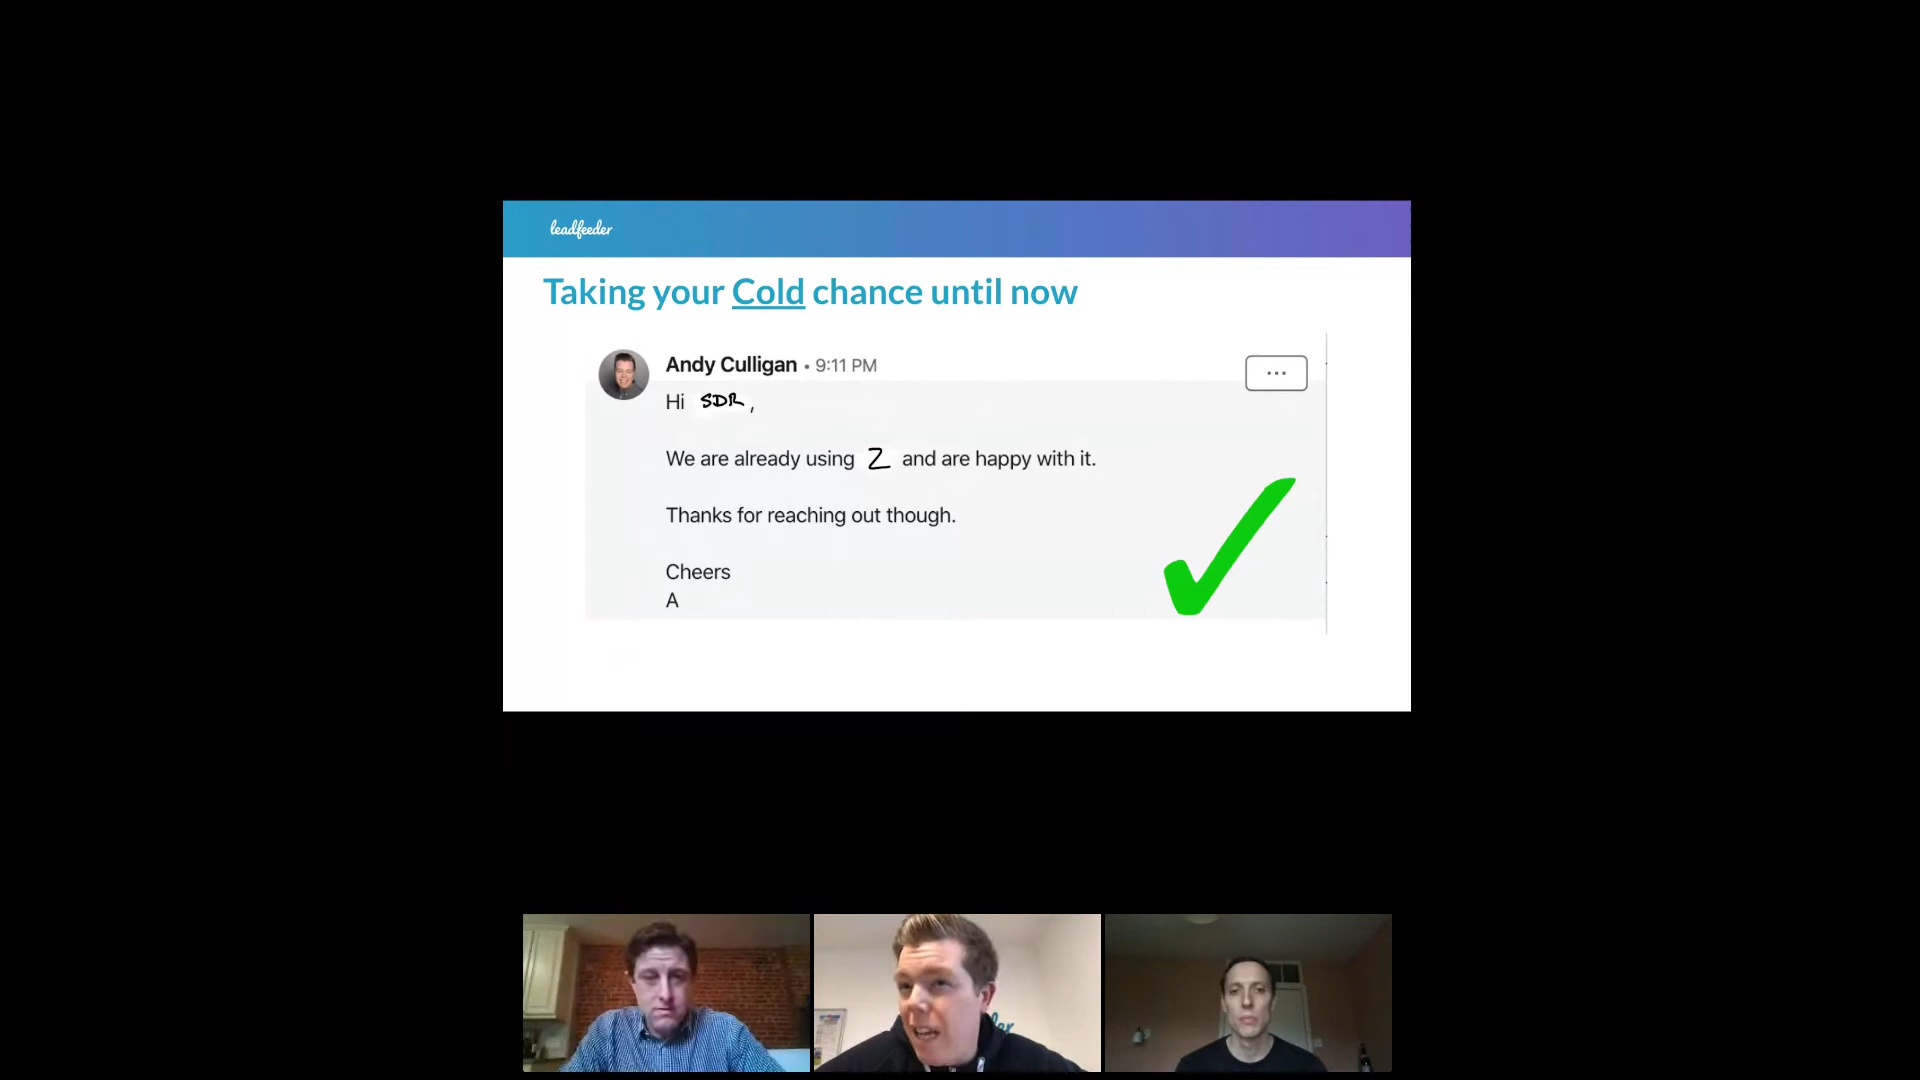 leadfeeder
Taking your Cold chance until now
Andy Culligan • 9:11 PM
...
Hi SDR,
We are already using Z and are happy with it.
Thanks for reaching out though.
Cheers
A